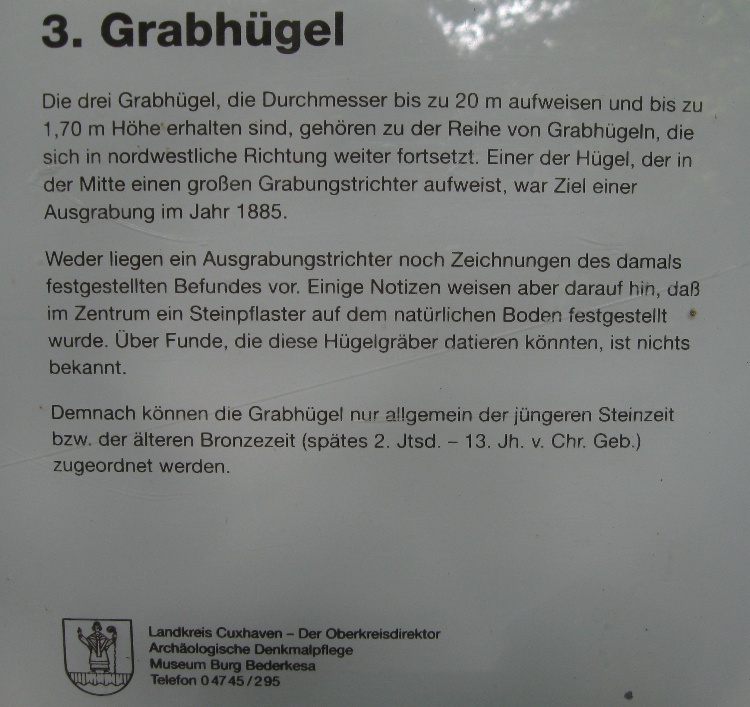 3. Grabhügel
Die drei Grabhügel, die Durchmesser bis zu 20 m aufweisen und bis zu
1,70 m Höhe erhalten sind, gehören zu der Reihe von Grabhügeln, die
sich in nordwestliche Richtung weiter fortsetzt. Einer der Hügel, der in
der Mitte einen großen Grabungstrichter aufweist, war Ziel einer
Ausgrabung im Jahr 1885.
Weder liegen ein Ausgrabungstrichter noch Zeichnungen des damals
festgestellten Befundes vor. Einige Notizen weisen aber darauf hin, daß
im Zentrum ein Steinpflaster auf dem natürlichen Boden festgestellt
wurde. Über Funde, die diese Hügelgräber datieren könnten, ist nichts
bekannt.
Demnach können die Grabhügel nur allgemein der jüngeren Steinzeit
bzw. der älteren Bronzezeit (spätes 2. Jtsd. – 13. Jh. v. Chr. Geb.)
zugeordnet werden.
Landkreis Cuxhaven – Der Oberkreisdirektor
Archäologische Denkmalpflege
Museum Burg Bederkesa
Telefon 0 47 45 / 2 95